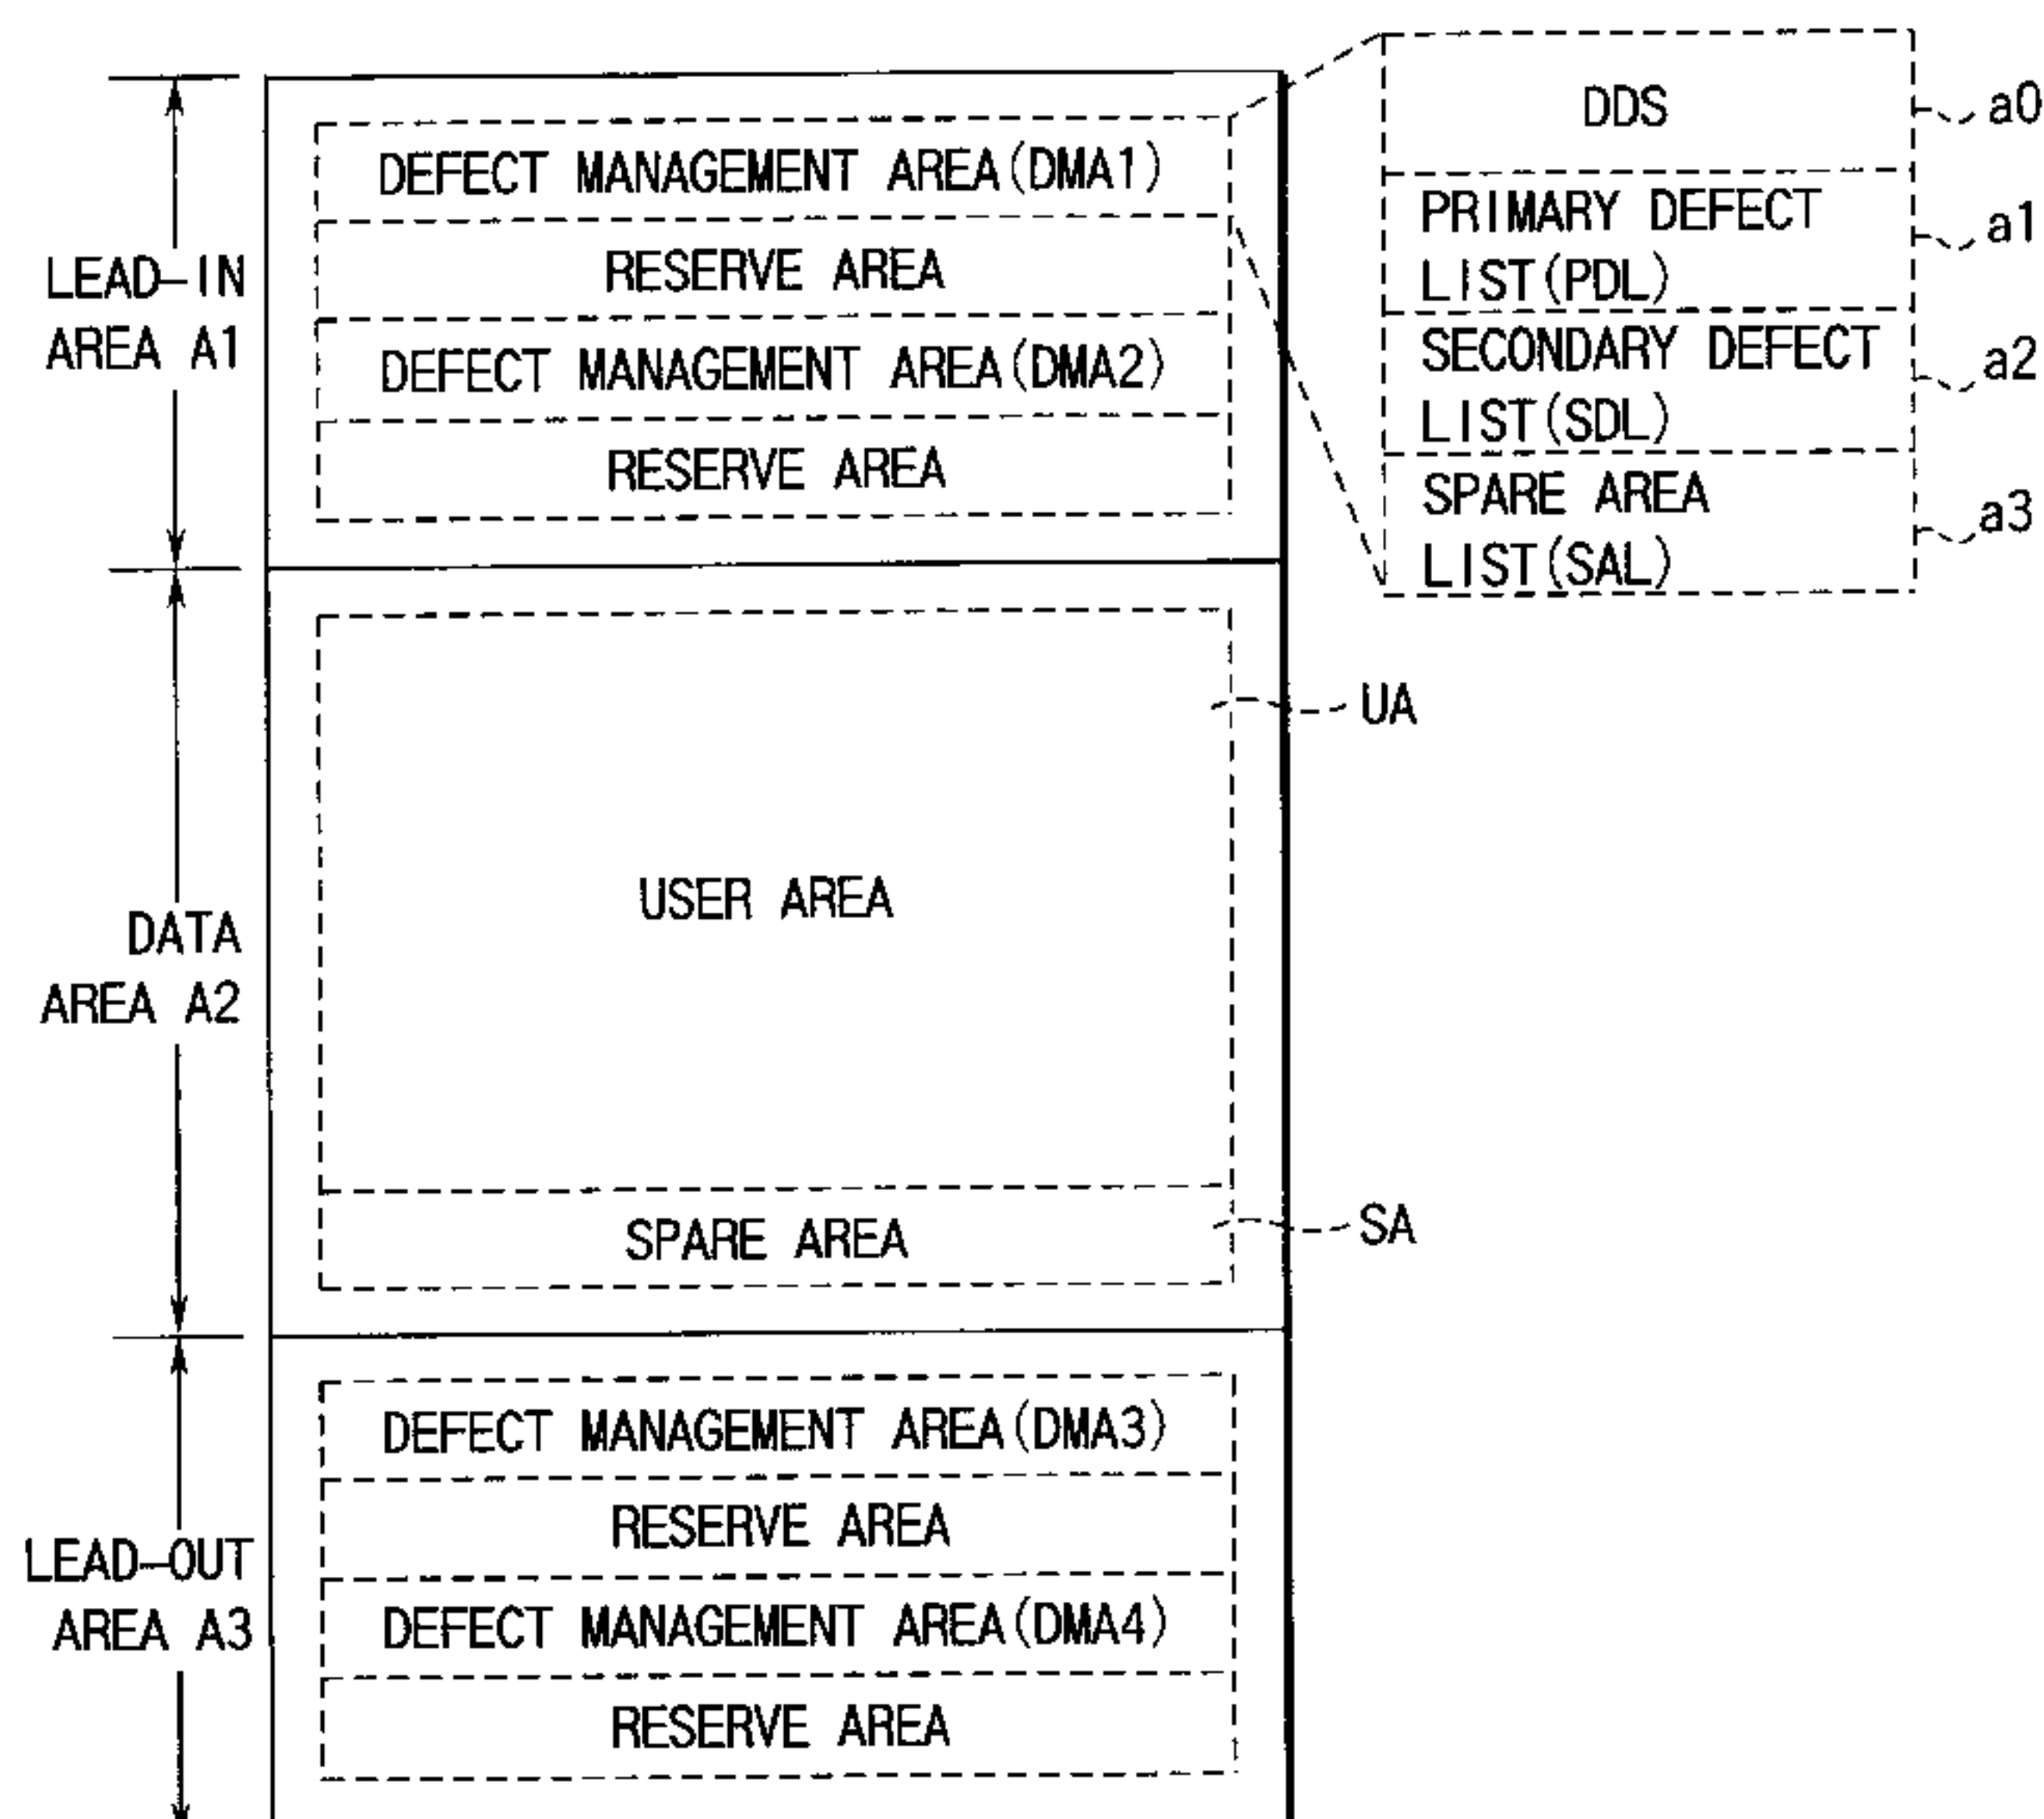 LEAD-IN
AREA A1
DEFECT MANAGEMENT AREA(DMA1)
RESERVE AREA
DEFECT MANAGEMENT AREA(DMA2)
RESERVE AREA
DDS
a0
PRIMARY DEFECT
LIST(PDL)
a1
SECONDARY DEFECT
LIST(SDL)
a2
SPARE AREA
LIST(SAL)
a3
DATA
AREA A2
USER AREA
UA
SPARE AREA
SA
LEAD-OUT
AREA A3
DEFECT MANAGEMENT AREA(DMA3)
RESERVE AREA
DEFECT MANAGEMENT AREA(DMA4)
RESERVE AREA